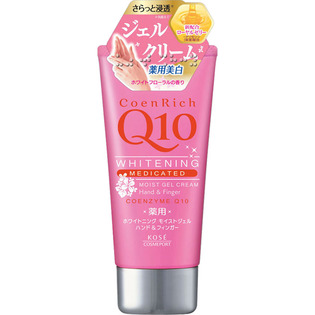 さらっと浸透
ジェル
クリーム
薬用美白
ホワイトフローラルの香り
CoenRich
Q10
WHITENING
MEDICATED
MOIST GEL CREAM
Hand & Finger
COENZYME Q10
薬用
ホワイトニング モイストジェル
ハンド&フィンガー
KOSÉ
COSMEPORT